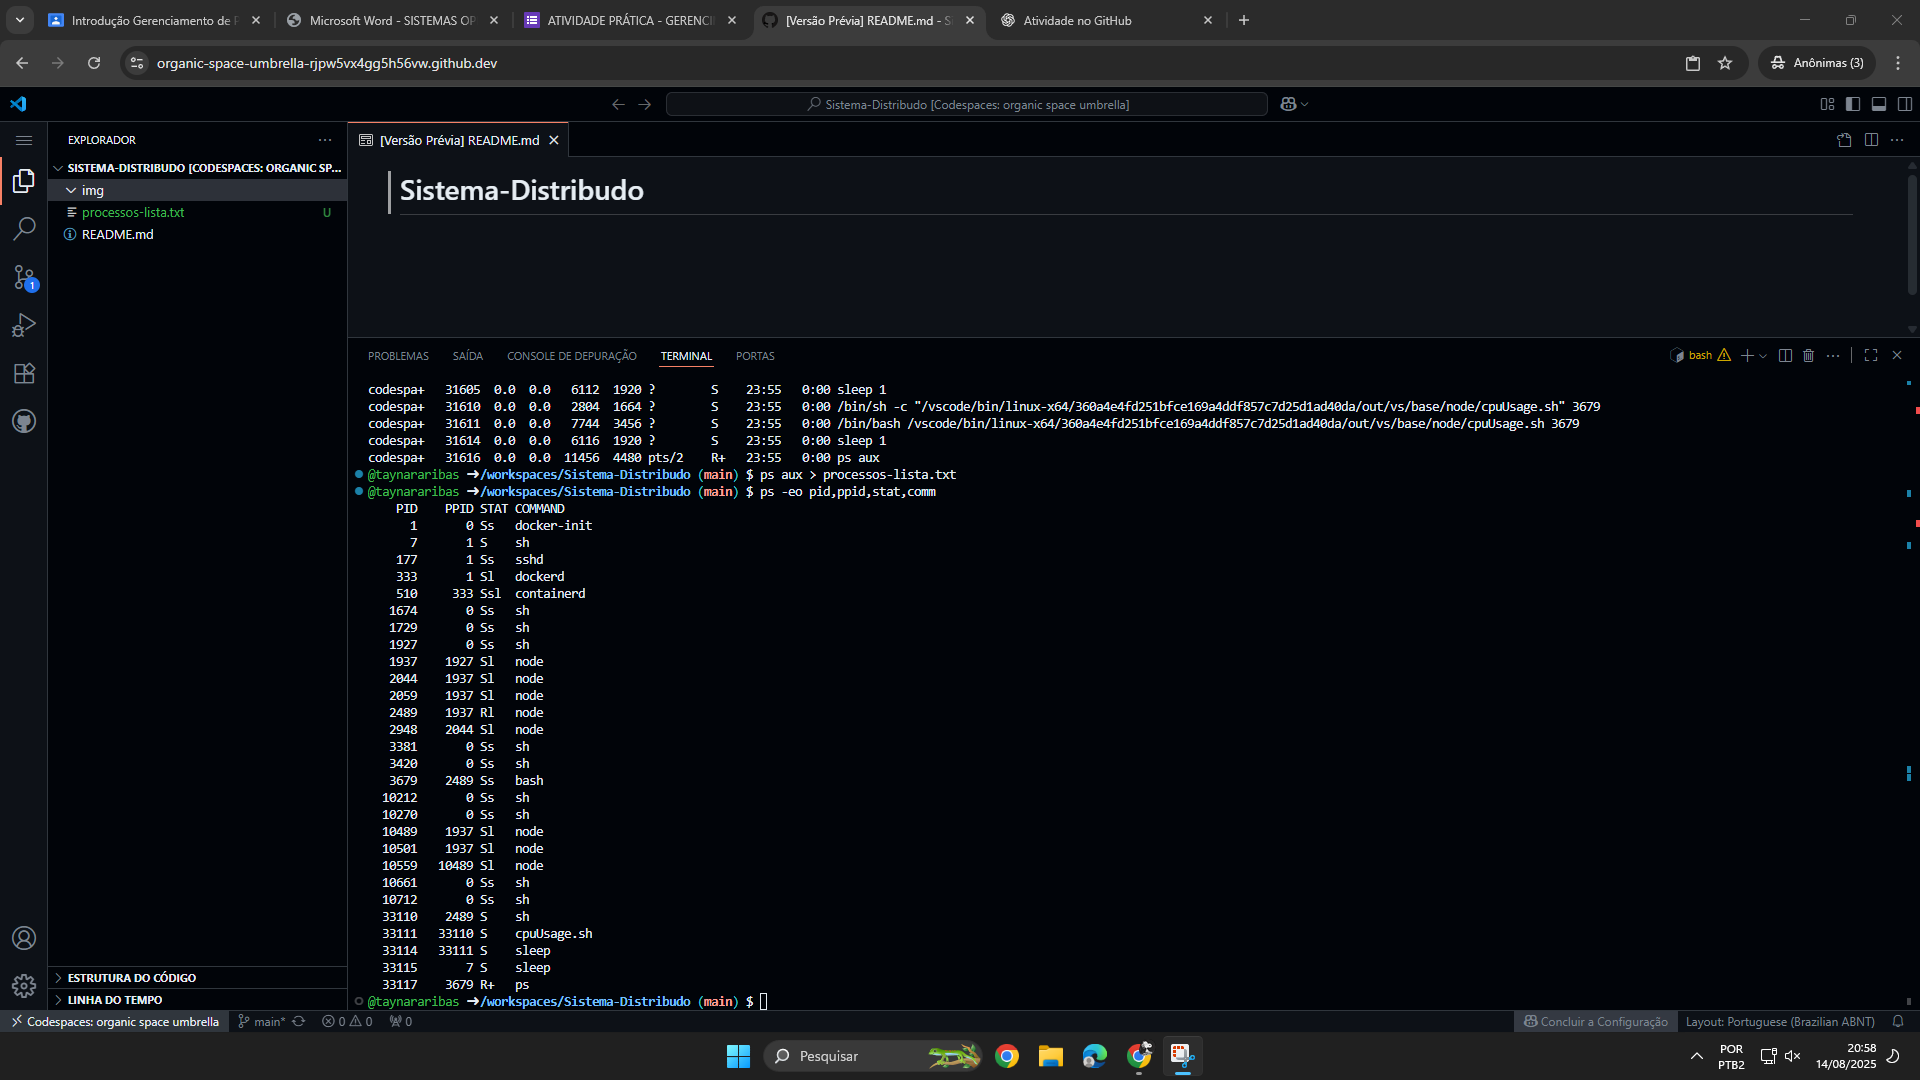 Introdução Gerenciamento de P
Microsoft Word - SISTEMAS OP
ATIVIDADE PRÁTICA - GERENCI
[Versão Prévia] README.md - S
Atividade no GitHub
organic-space-umbrella-rjpw5vx4gg5h56vw.github.dev
Anônimas (3)
Sistema-Distribudo [Codespaces: organic space umbrella]
EXPLORADOR
[Versão Prévia] README.md
SISTEMA-DISTRIBUDO [CODESPACES: ORGANIC SP...
img
processos-lista.txt U
README.md
1
Sistema-Distribudo
PROBLEMAS SAÍDA CONSOLE DE DEPURAÇÃO TERMINAL PORTAS
bash
codespa+ 31605 0.0 0.0 6112 1920 ? S 23:55 0:00 sleep 1
codespa+ 31610 0.0 0.0 2804 1664 ? S 23:55 0:00 /bin/sh -c "/vscode/bin/linux-x64/360a4e4fd251bfce169a4ddf857c7d25d1ad40da/out/vs/base/node/cpuUsage.sh" 3679
codespa+ 31611 0.0 0.0 7744 3456 ? S 23:55 0:00 /bin/bash /vscode/bin/linux-x64/360a4e4fd251bfce169a4ddf857c7d25d1ad40da/out/vs/base/node/cpuUsage.sh 3679
codespa+ 31614 0.0 0.0 6116 1920 ? S 23:55 0:00 sleep 1
codespa+ 31616 0.0 0.0 11456 4480 pts/2 R+ 23:55 0:00 ps aux
@taynararibas ➜/workspaces/Sistema-Distribudo (main) $ ps aux > processos-lista.txt
@taynararibas ➜/workspaces/Sistema-Distribudo (main) $ ps -eo pid,ppid,stat,comm
PID PPID STAT COMMAND
1 0 Ss docker-init
7 1 S sh
177 1 Ss sshd
333 1 Sl dockerd
510 333 Ssl containerd
1674 0 Ss sh
1729 0 Ss sh
1927 0 Ss sh
1937 1927 Sl node
2044 1937 Sl node
2059 1937 Sl node
2489 1937 Rl node
2948 2044 Sl node
3381 0 Ss sh
3420 0 Ss sh
3679 2489 Ss bash
10212 0 Ss sh
10270 0 Ss sh
10489 1937 Sl node
10501 1937 Sl node
10559 10489 Sl node
10661 0 Ss sh
10712 0 Ss sh
33110 2489 S sh
33111 33110 S cpuUsage.sh
33114 33111 S sleep
33115 7 S sleep
33117 3679 R+ ps
@taynararibas ➜/workspaces/Sistema-Distribudo (main) $
ESTRUTURA DO CÓDIGO
LINHA DO TEMPO
Codespaces: organic space umbrella main* 0 0 0
Concluir a Configuração Layout: Portuguese (Brazilian ABNT)
Pesquisar
POR
PTB2
20:58
14/08/2025